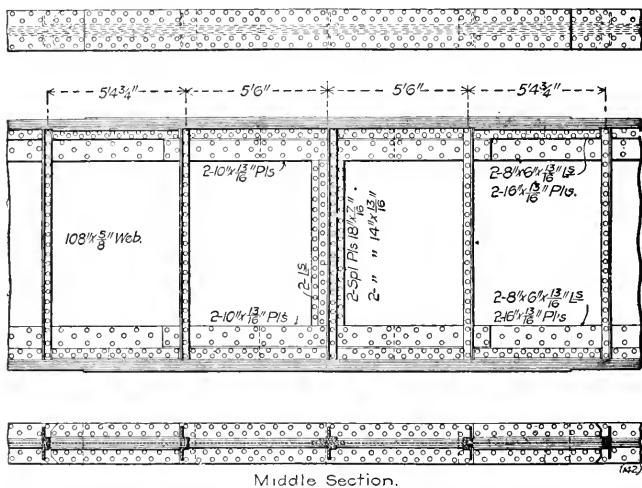 5'4¾" 5'6" 5'6" 5'4¾"
2-10"x13/16" Pls
2-8"x6"x13/16" Ls
2-16"x13/16" Pls.
108"x5/8" Web.
2-Spl Pls 18"x7/16".
2- " " 14"x13/16"
2-Ls
2-10"x13/16" Pls
2-8"x6"x13/16" Ls
2-16"x13/16" Pls
Middle Section.
(142)